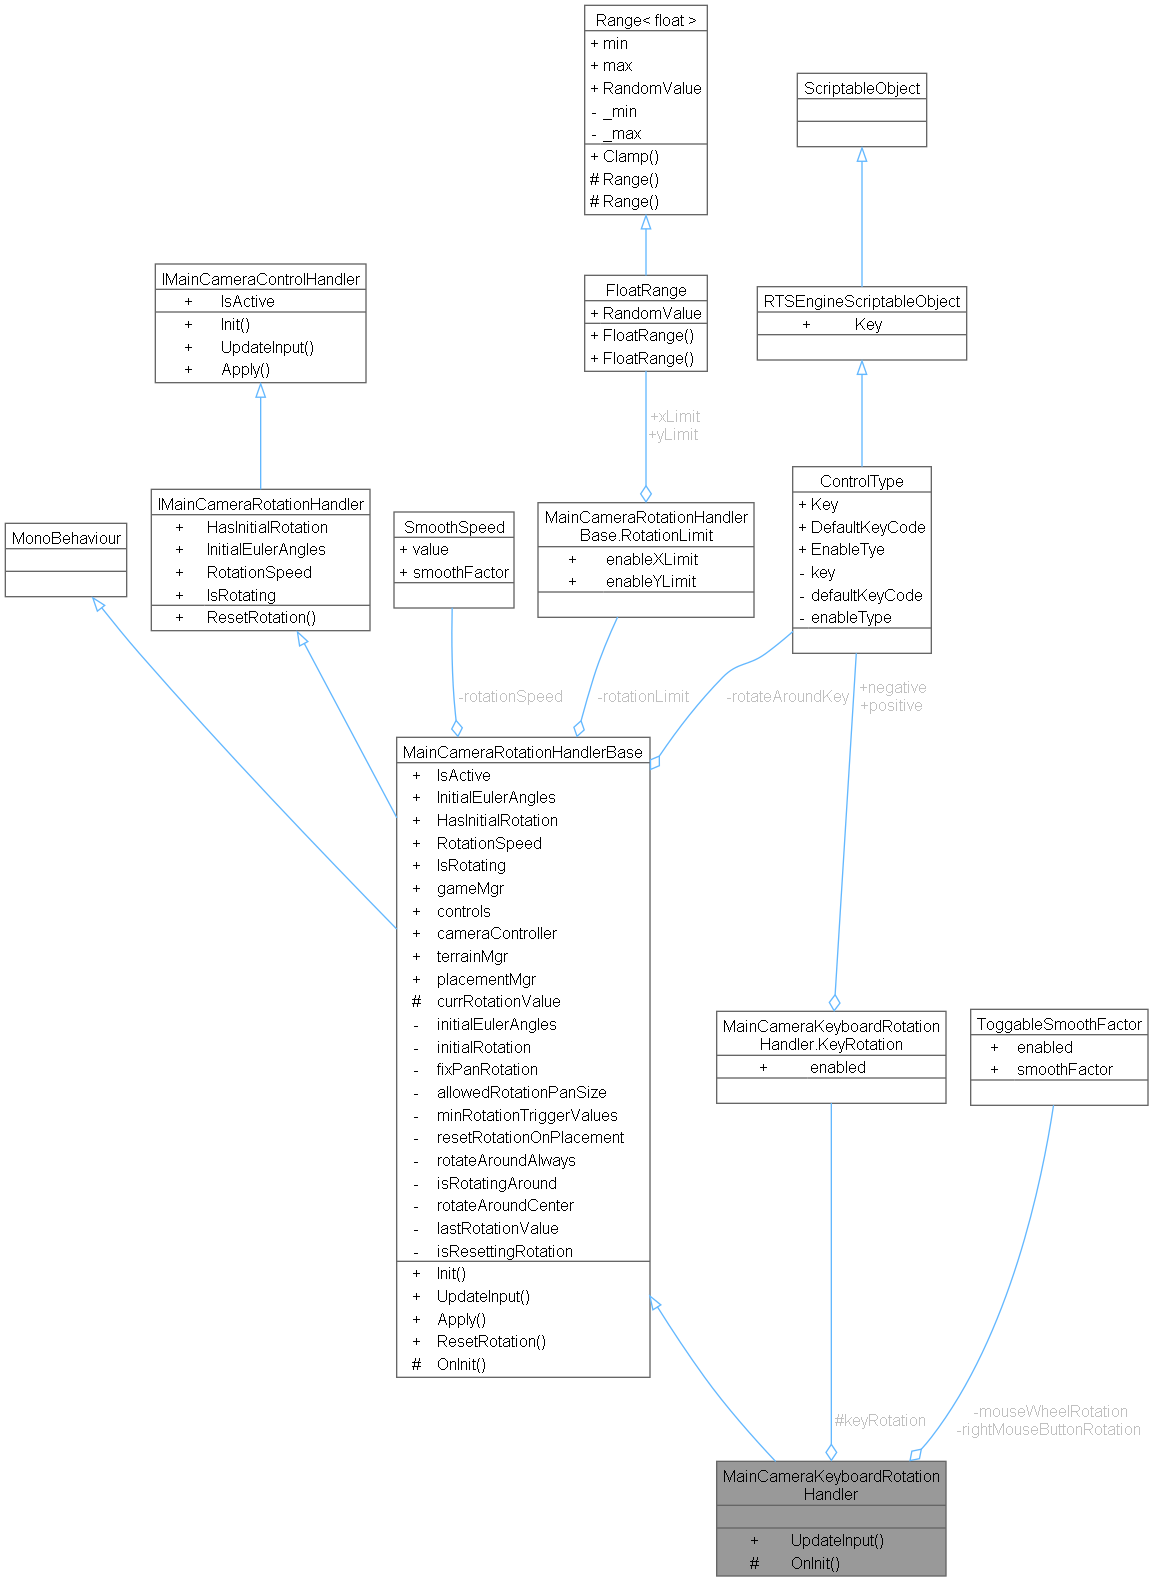 Range< float >
+ min
+ max
+ RandomValue
- _min
- _max
+ Clamp()
# Range()
# Range()
ScriptableObject
IMainCameraControlHandler
+ IsActive
+ Init()
+ UpdateInput()
+ Apply()
FloatRange
+ RandomValue
+ FloatRange()
+ FloatRange()
RTSEngineScriptableObject
+ Key
+xLimit
+yLimit
ControlType
+ Key
+ DefaultKeyCode
+ EnableTye
- key
- defaultKeyCode
- enableType
IMainCameraRotationHandler
+ HasInitialRotation
+ InitialEulerAngles
+ RotationSpeed
+ IsRotating
+ ResetRotation()
MonoBehaviour
SmoothSpeed
+ value
+ smoothFactor
MainCameraRotationHandler
Base.RotationLimit
+ enableXLimit
+ enableYLimit
-rotationSpeed
-rotationLimit
-rotateAroundKey
+negative
+positive
MainCameraRotationHandlerBase
+ IsActive
+ InitialEulerAngles
+ HasInitialRotation
+ RotationSpeed
+ IsRotating
+ gameMgr
+ controls
+ cameraController
+ terrainMgr
+ placementMgr
# currRotationValue
- initialEulerAngles
- initialRotation
- fixPanRotation
- allowedRotationPanSize
- minRotationTriggerValues
- resetRotationOnPlacement
- rotateAroundAlways
- isRotatingAround
- rotateAroundCenter
- lastRotationValue
- isResettingRotation
+ Init()
+ UpdateInput()
+ Apply()
+ ResetRotation()
# OnInit()
MainCameraKeyboardRotation
Handler.KeyRotation
+ enabled
ToggableSmoothFactor
+ enabled
+ smoothFactor
#keyRotation
-mouseWheelRotation
-rightMouseButtonRotation
MainCameraKeyboardRotation
Handler
+ UpdateInput()
# OnInit()